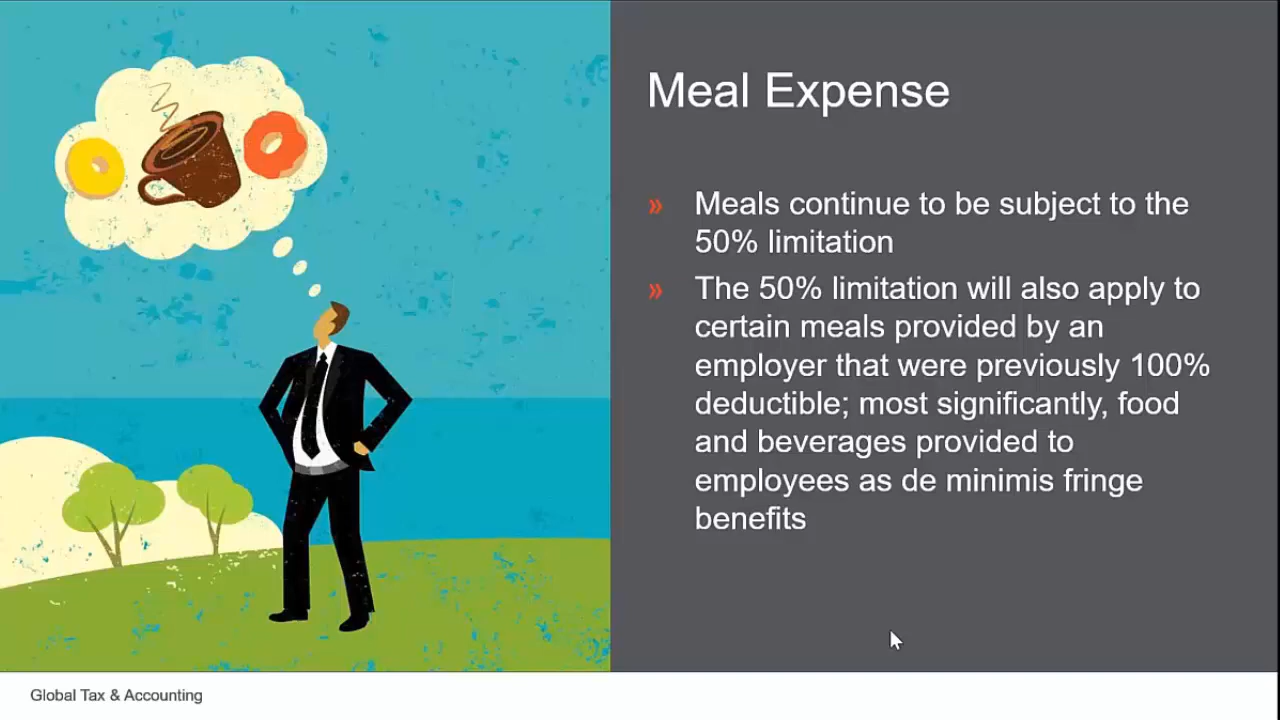 Meal Expense
» Meals continue to be subject to the
50% limitation
» The 50% limitation will also apply to
certain meals provided by an
employer that were previously 100%
deductible; most significantly, food
and beverages provided to
employees as de minimis fringe
benefits
Global Tax & Accounting